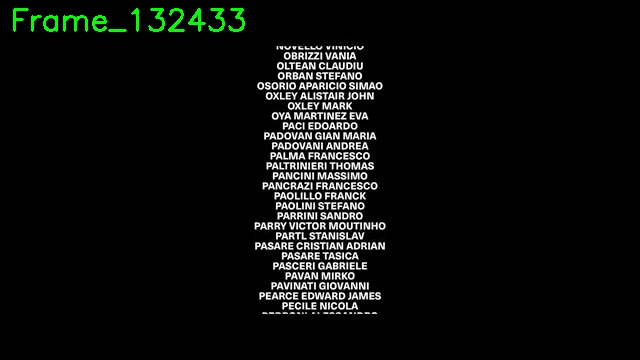 Frame_132433
NOVELLO VINICIO
OBRIZZI VANIA
OLTEAN CLAUDIU
ORBAN STEFANO
OSORIO APARICIO SIMAO
OXLEY ALISTAIR JOHN
OXLEY MARK
OYA MARTINEZ EVA
PACI EDOARDO
PADOVAN GIAN MARIA
PADOVANI ANDREA
PALMA FRANCESCO
PALTRINIERI THOMAS
PANCINI MASSIMO
PANCRAZI FRANCESCO
PAOLILLO FRANCK
PAOLINI STEFANO
PARRINI SANDRO
PARRY VICTOR MOUTINHO
PARTL STANISLAV
PASARE CRISTIAN ADRIAN
PASARE TASICA
PASCERI GABRIELE
PAVAN MIRKO
PAVINATI GIOVANNI
PEARCE EDWARD JAMES
PECILE NICOLA